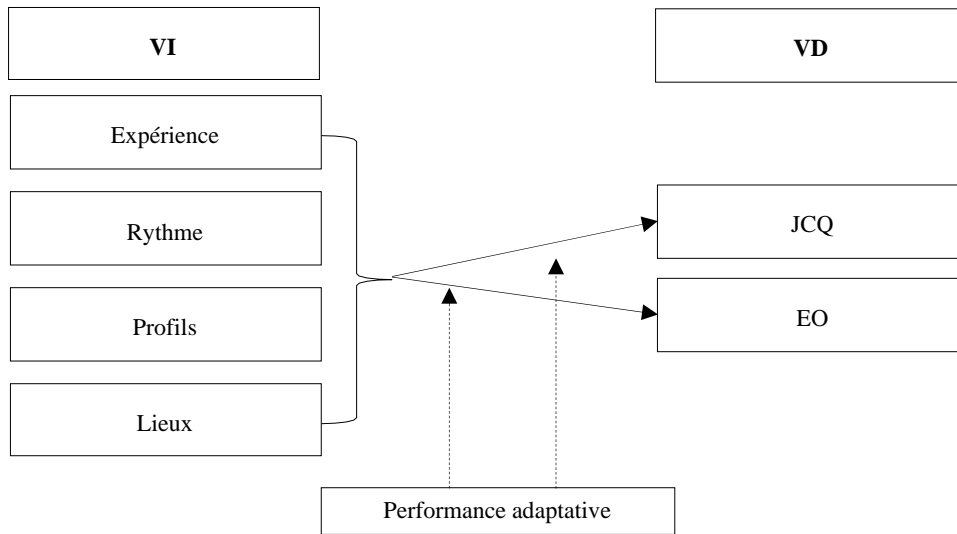 VI
VD
Expérience
Rythme
JCQ
Profils
EO
Lieux
Performance adaptative